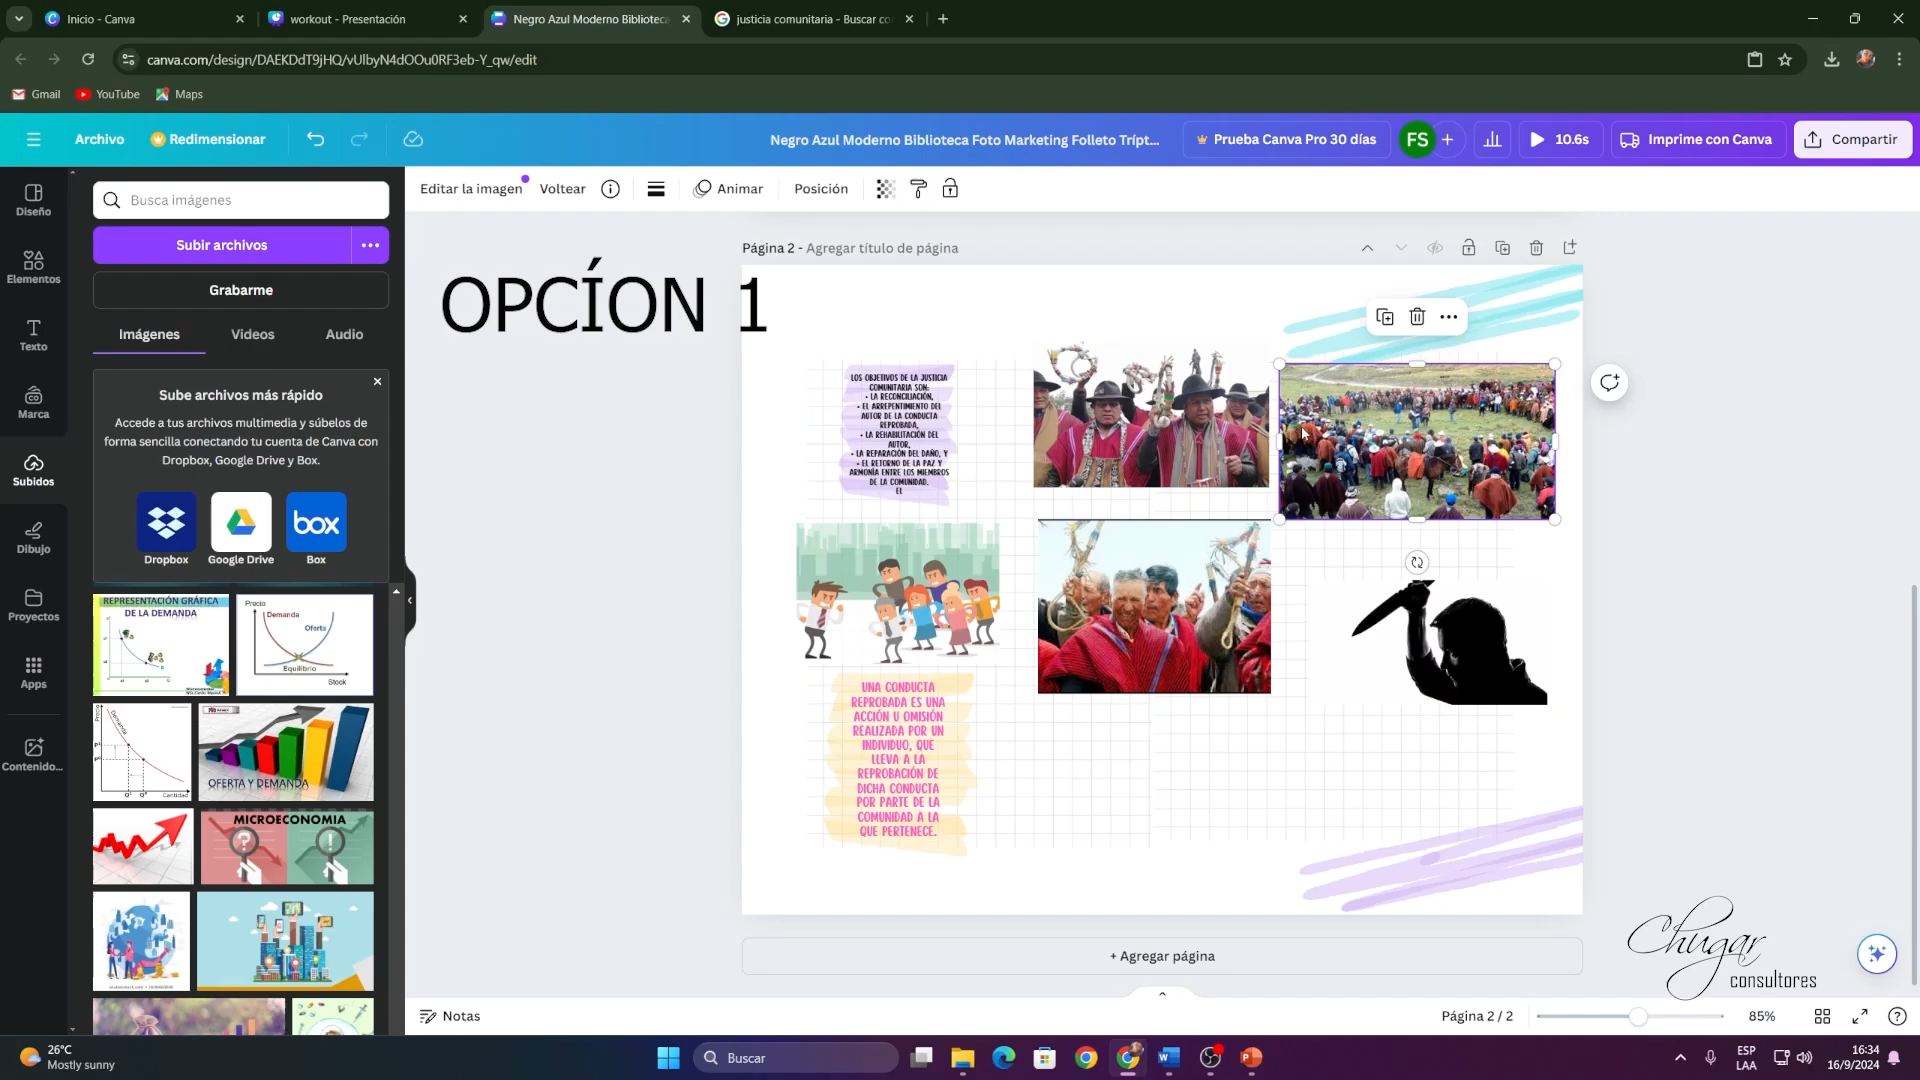 Inicio - Canva
workout - Presentación
Negro Azul Moderno Biblioteca
justicia comunitaria - Buscar co
canva.com/design/DAEKDdT9jHQ/vUlbyN4dOOu0RF3eb-Y_qw/edit
Gmail
YouTube
Maps
Archivo
Redimensionar
Negro Azul Moderno Biblioteca Foto Marketing Folleto Trípt...
Prueba Canva Pro 30 días
FS
10.6s
Imprime con Canva
Compartir
Diseño
Elementos
Texto
Marca
Subidos
Dibujo
Proyectos
Apps
Contenido...
Busca imágenes
Subir archivos
Grabarme
Imágenes
Videos
Audio
Sube archivos más rápido
Accede a tus archivos multimedia y súbelos de
forma sencilla conectando tu cuenta de Canva con
Dropbox, Google Drive y Box.
box
Dropbox
Google Drive
Box
REPRESENTACIÓN GRÁFICA
DE LA DEMANDA
Precio
Demanda
Oferta
Equilibrio
Stock
Precio
Demanda
Cantidad
OFERTA Y DEMANDA
MICROECONOMIA
Editar la imagen
Voltear
Animar
Posición
Página 2 - Agregar título de página
OPCÍON 1
LOS OBJETIVOS DE LA JUSTICIA
COMUNITARIA SON:
• LA RECONCILIACIÓN,
• EL ARREPENTIMIENTO DEL
AUTOR DE LA CONDUCTA
REPROBADA,
• LA REHABILITACIÓN DEL
AUTOR,
• LA REPARACIÓN DEL DAÑO, Y
• EL RETORNO DE LA PAZ Y
ARMONÍA ENTRE LOS MIEMBROS
DE LA COMUNIDAD.
EL
UNA CONDUCTA
REPROBADA ES UNA
ACCIÓN U OMISIÓN
REALIZADA POR UN
INDIVIDUO, QUE
LLEVA A LA
REPROBACIÓN DE
DICHA CONDUCTA
POR PARTE DE LA
COMUNIDAD A LA
QUE PERTENECE.
+ Agregar página
Chugar
consultores
Notas
Página 2 / 2
85%
26°C
Mostly sunny
Buscar
ESP
LAA
16:34
16/9/2024